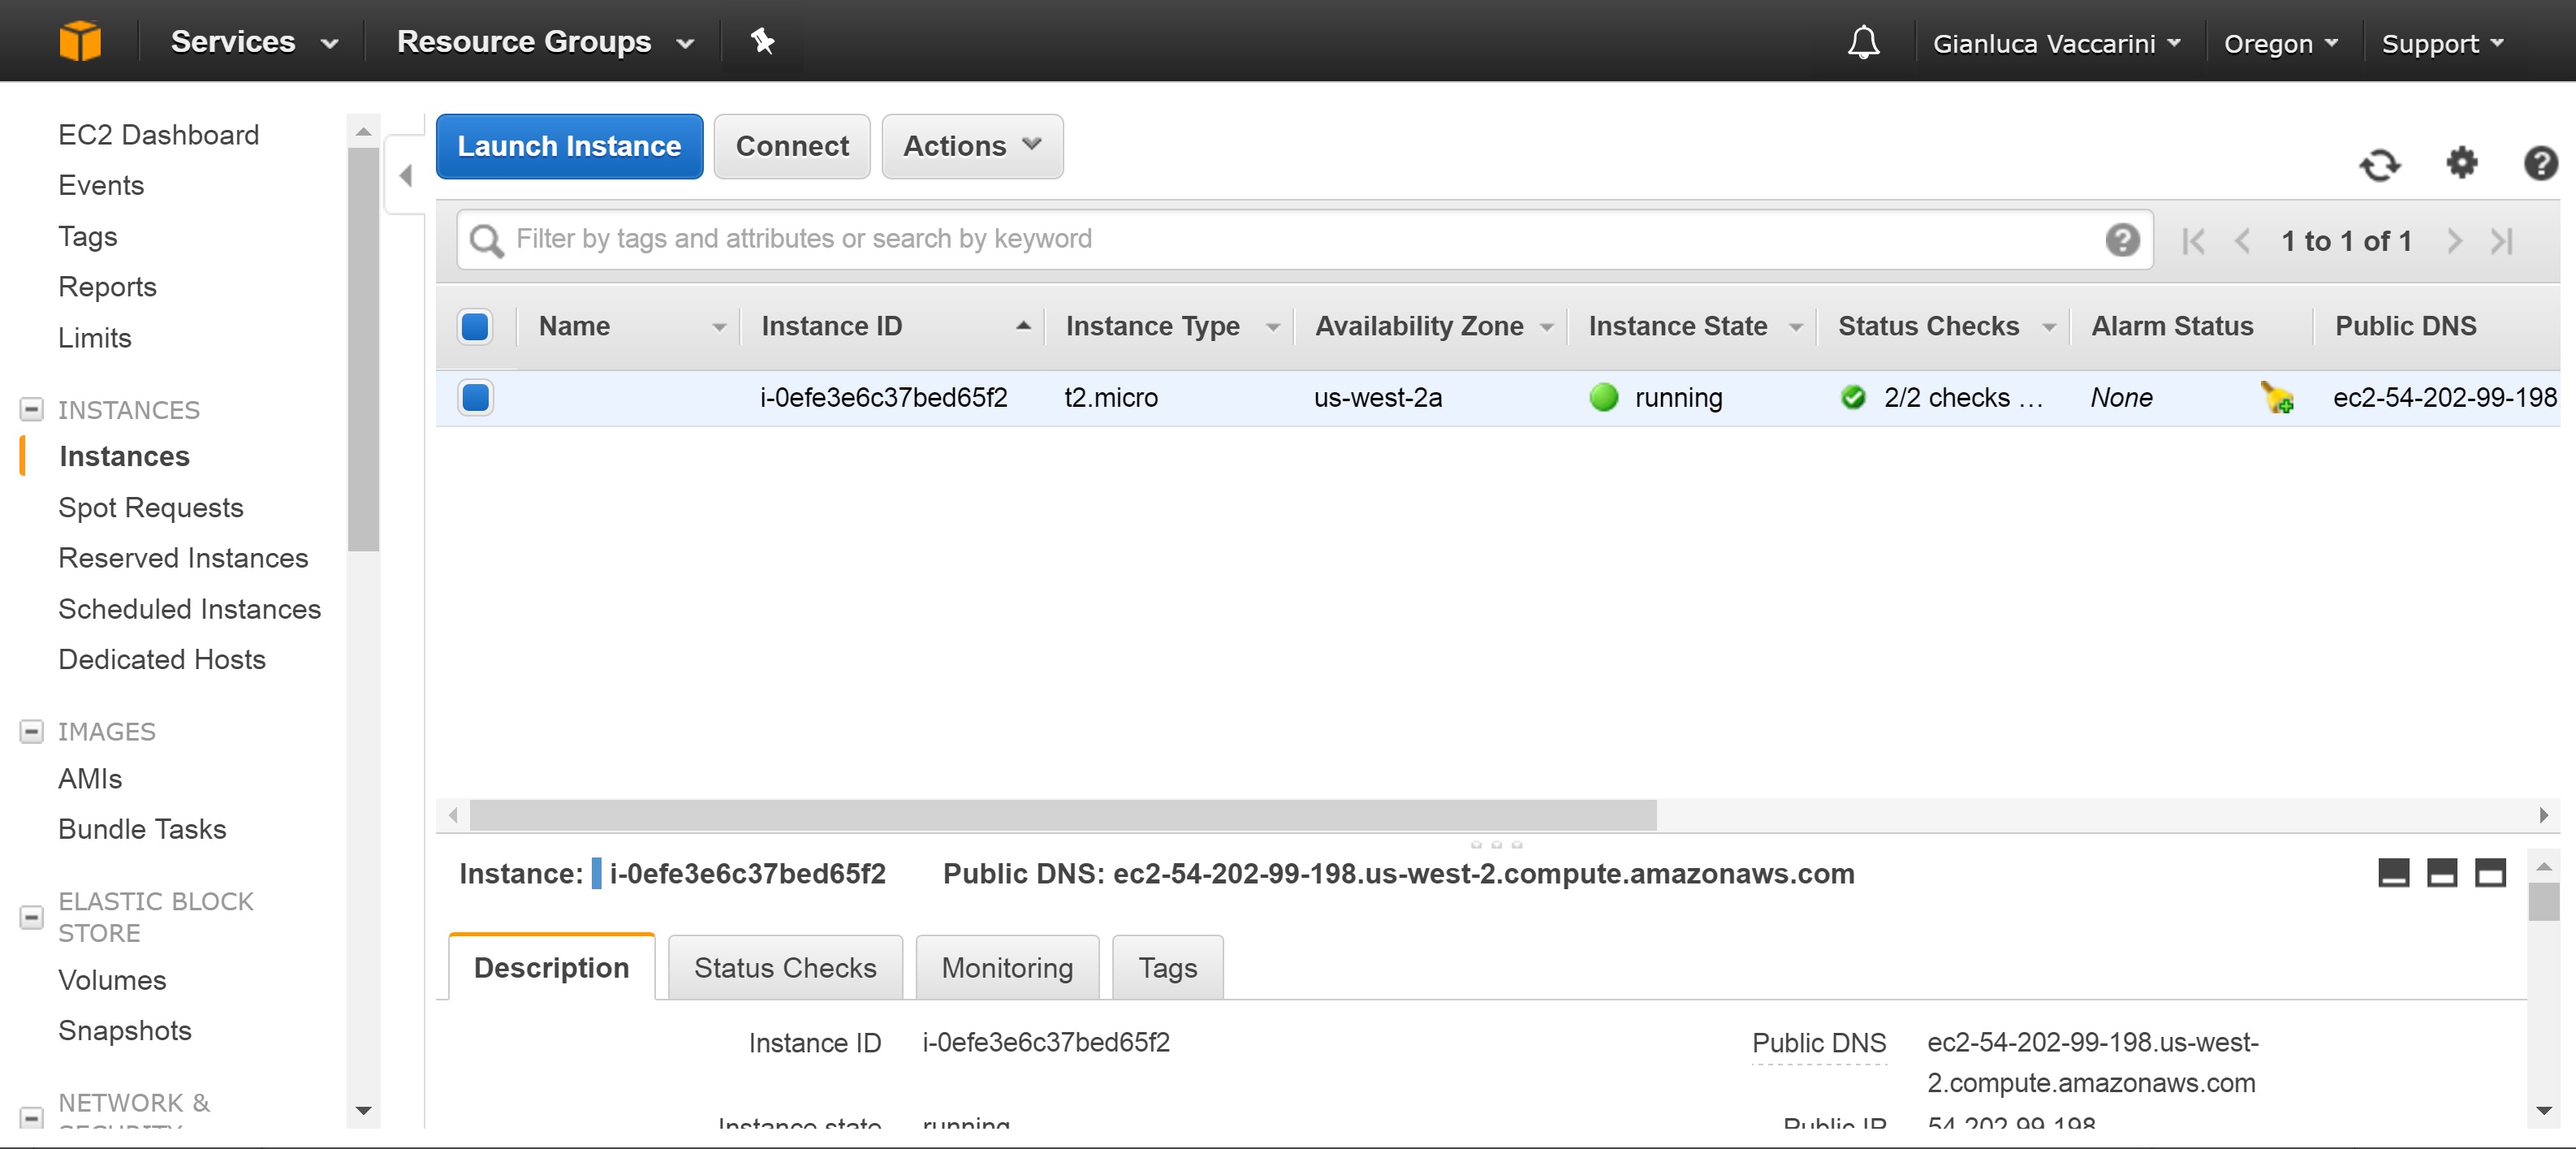 Services Resource Groups Gianluca Vaccarini Oregon Support
EC2 Dashboard
Events
Tags
Reports
Limits
INSTANCES
Instances
Spot Requests
Reserved Instances
Scheduled Instances
Dedicated Hosts
IMAGES
AMIs
Bundle Tasks
ELASTIC BLOCK
STORE
Volumes
Snapshots
NETWORK &
SECURITY
Launch Instance Connect Actions
Filter by tags and attributes or search by keyword 1 to 1 of 1
Name Instance ID Instance Type Availability Zone Instance State Status Checks Alarm Status Public DNS
i-0efe3e6c37bed65f2 t2.micro us-west-2a running 2/2 checks ... None ec2-54-202-99-198
Instance: i-0efe3e6c37bed65f2 Public DNS: ec2-54-202-99-198.us-west-2.compute.amazonaws.com
Description Status Checks Monitoring Tags
Instance ID i-0efe3e6c37bed65f2 Public DNS ec2-54-202-99-198.us-west-
2.compute.amazonaws.com
Instance state running Public IP 54.202.99.198